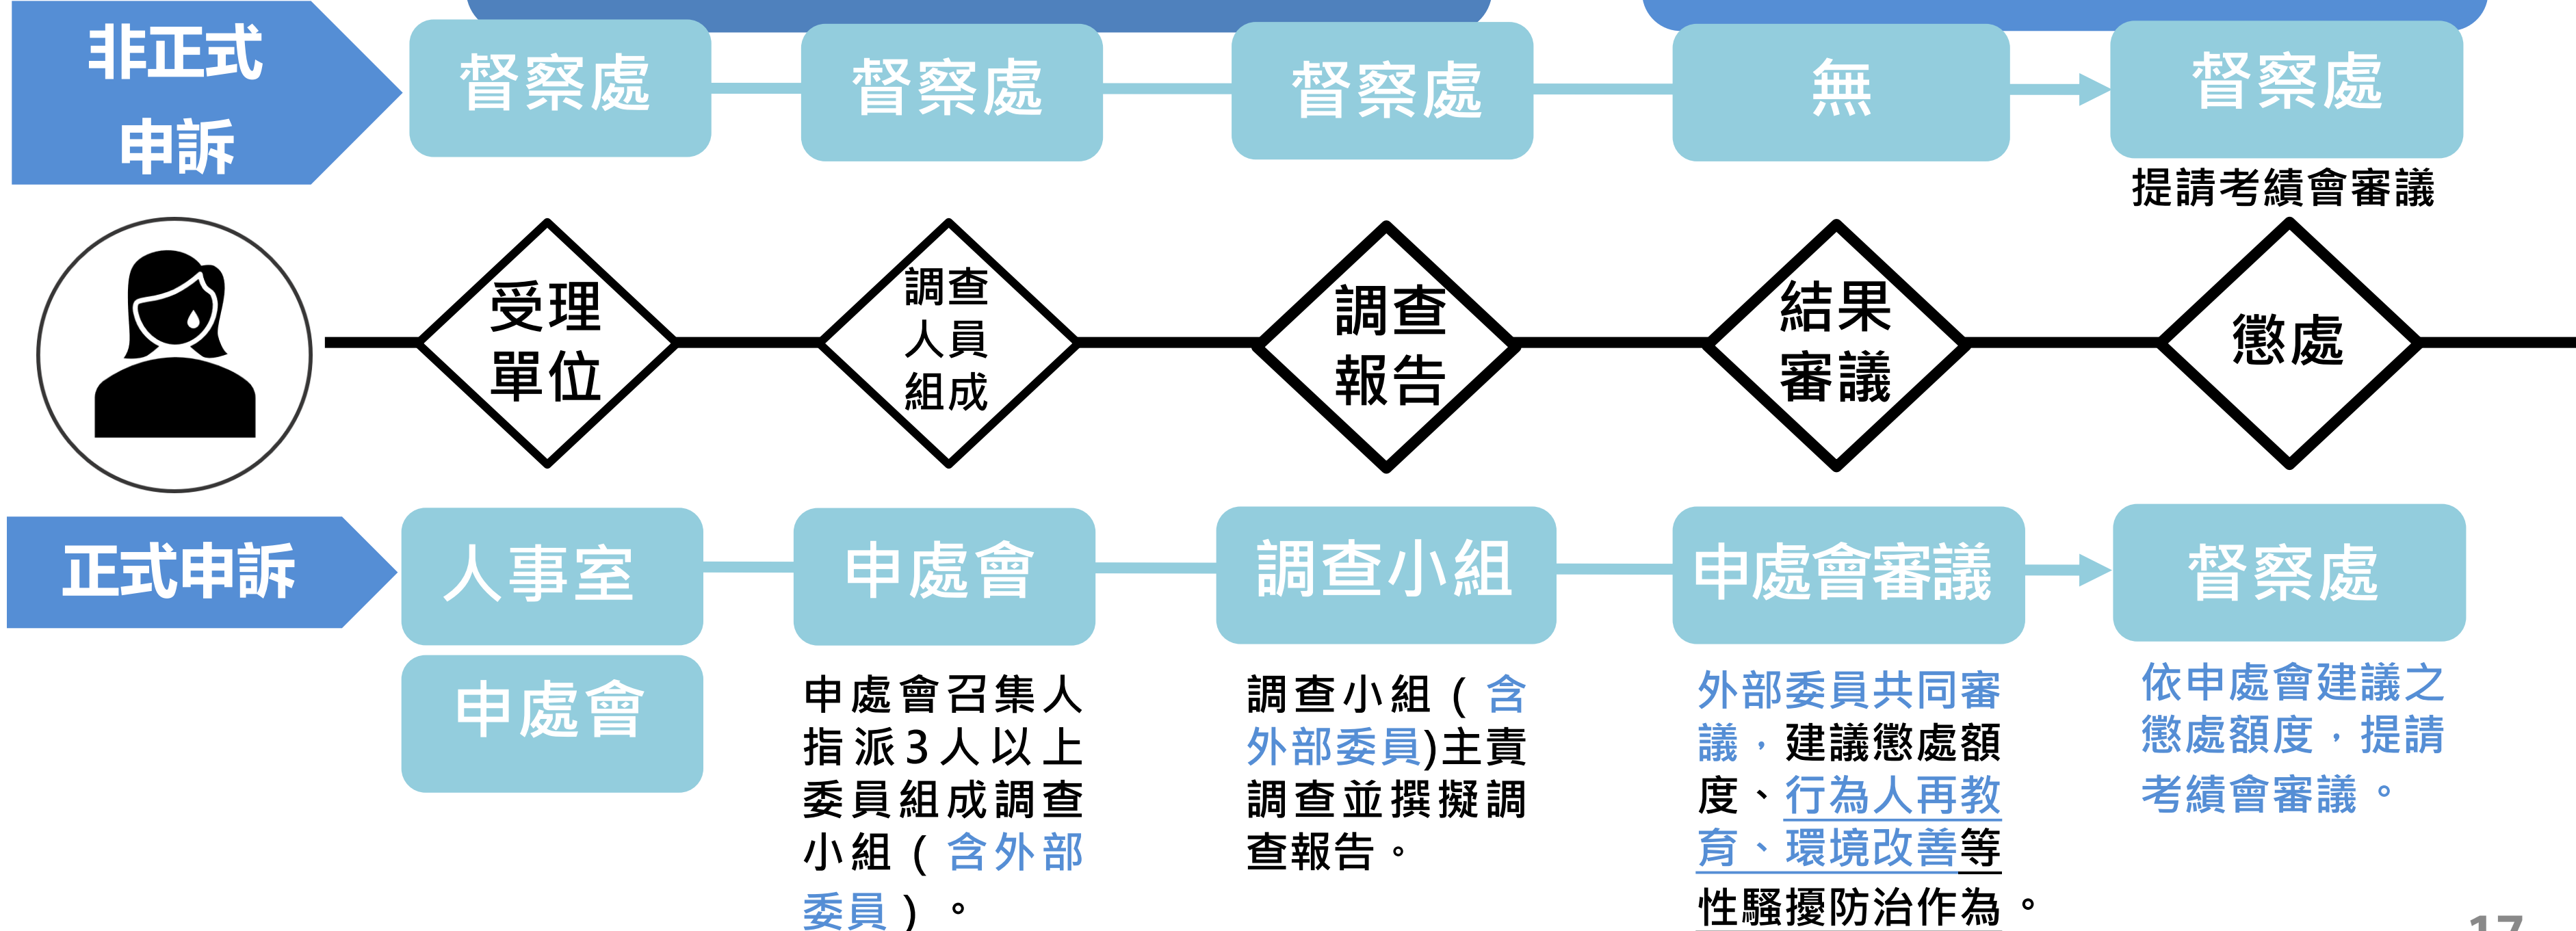 非正式
申訴
督察處
督察處
督察處
無
督察處
提請考績會審議
受理
單位
調查
人員
組成
調查
報告
結果
審議
懲處
正式申訴
人事室
申處會
申處會
申處會召集人
指派3人以上
委員組成調查
小組(含外部
委員)。
調查小組
調查小組(含
外部委員)主責
調查並撰擬調
查報告。
申處會審議
外部委員共同審
議,建議懲處額
度、行為人再教
育、環境改善等
性騷擾防治作為。
督察處
依申處會建議之
懲處額度,提請
考績會審議。
17